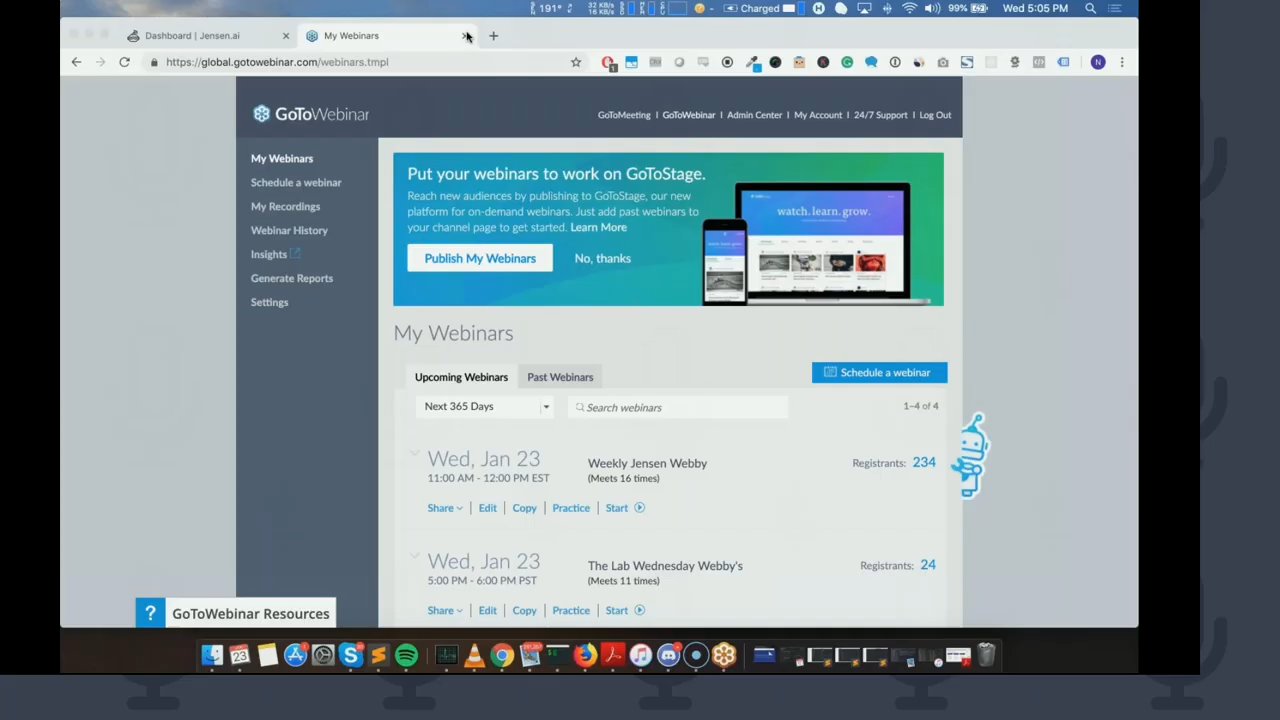 191°
32 KB/s
16 KB/s
Charged
99%
Wed 5:05 PM
Dashboard | Jensen.ai
My Webinars
https://global.gotowebinar.com/webinars.tmpl
N
GoToWebinar
GoToMeeting | GoToWebinar | Admin Center | My Account | 24/7 Support | Log Out
My Webinars
Schedule a webinar
My Recordings
Webinar History
Insights
Generate Reports
Settings
Put your webinars to work on GoToStage.
Reach new audiences by publishing to GoToStage, our new
platform for on-demand webinars. Just add past webinars to
your channel page to get started. Learn More
Publish My Webinars
No, thanks
watch.learn.grow.
My Webinars
Upcoming Webinars
Past Webinars
Schedule a webinar
Next 365 Days
Search webinars
1–4 of 4
Wed, Jan 23
11:00 AM - 12:00 PM EST
Weekly Jensen Webby
(Meets 16 times)
Registrants: 234
Share | Edit | Copy | Practice | Start
Wed, Jan 23
5:00 PM - 6:00 PM PST
The Lab Wednesday Webby's
(Meets 11 times)
Registrants: 24
Share | Edit | Copy | Practice | Start
? GoToWebinar Resources
23